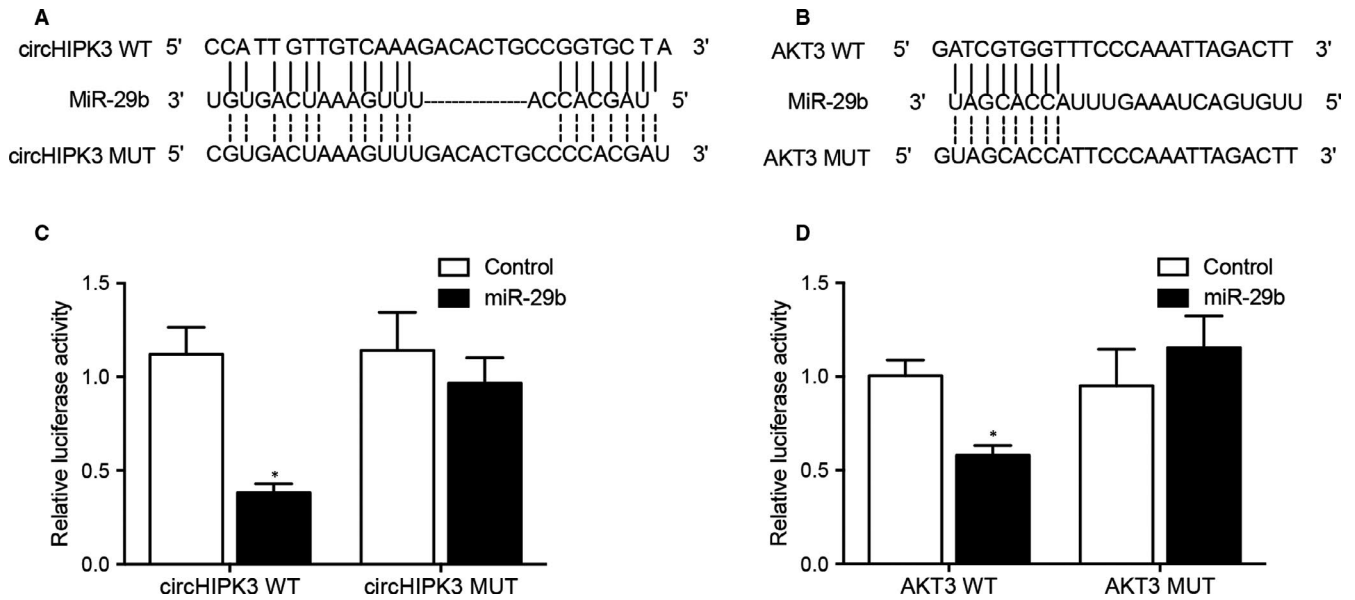 A
circHIPK3 WT 5' CCA TT GTTGTCAAAGACACTGCCGGTGC T A 3'
MiR-29b 3' UGUGACUAAAGUUU---------------ACCACGAU 5'
circHIPK3 MUT 5' CGUGACUAAAGUUUGACACTGCCCCACGAU 3'
B
AKT3 WT 5' GATCGTGGTTTCCCAAATTAGACTT 3'
MiR-29b 3' UAGCACCAUUUGAAAUCAGUGUU 5'
AKT3 MUT 5' GUAGCACCATTCCCAAATTAGACTT 3'
C
Control
miR-29b
Relative luciferase activity
1.5
1.0
0.5
0.0
*
circHIPK3 WT circHIPK3 MUT
D
Control
miR-29b
Relative luciferase activity
1.5
1.0
0.5
0.0
*
AKT3 WT AKT3 MUT